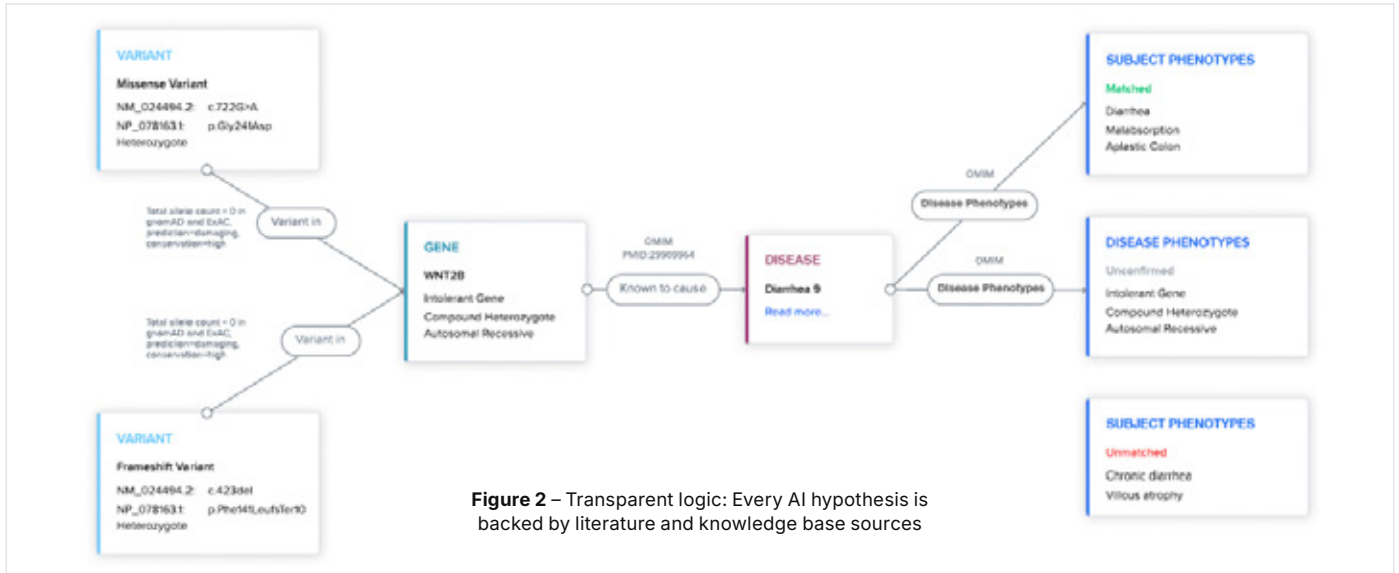 VARIANT
Missense Variant
NM_024494.2: c.722G>A
NP_078163.1: p.Gly241Asp
Heterozygote
Total allele count = 0 in
gnomAD and ExAC,
prediction=damaging,
conservation=high
Variant in
Total allele count = 0 in
gnomAD and ExAC,
prediction=damaging,
conservation=high
Variant in
VARIANT
Frameshift Variant
NM_024494.2: c.423del
NP_078163.1: p.Phe141LeufsTer10
Heterozygote
GENE
WNT2B
Intolerant Gene
Compound Heterozygote
Autosomal Recessive
OMIM
PMID:29909964
Known to cause
DISEASE
Diarrhea 9
Read more...
OMIM
Disease Phenotypes
OMIM
Disease Phenotypes
SUBJECT PHENOTYPES
Matched
Diarrhea
Malabsorption
Aplastic Colon
DISEASE PHENOTYPES
Unconfirmed
Intolerant Gene
Compound Heterozygote
Autosomal Recessive
SUBJECT PHENOTYPES
Unmatched
Chronic diarrhea
Villous atrophy
Figure 2 – Transparent logic: Every AI hypothesis is
backed by literature and knowledge base sources